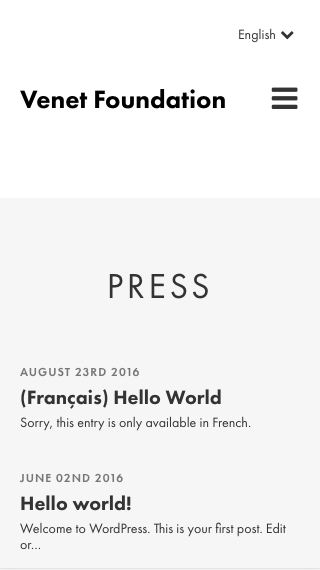 English
Venet Foundation
PRESS
AUGUST 23RD 2016
(Français) Hello World
Sorry, this entry is only available in French.
JUNE 02ND 2016
Hello world!
Welcome to WordPress. This is your first post. Edit
or...